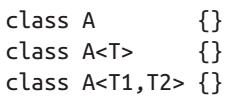 class A        {}
class A<T>     {}
class A<T1,T2> {}